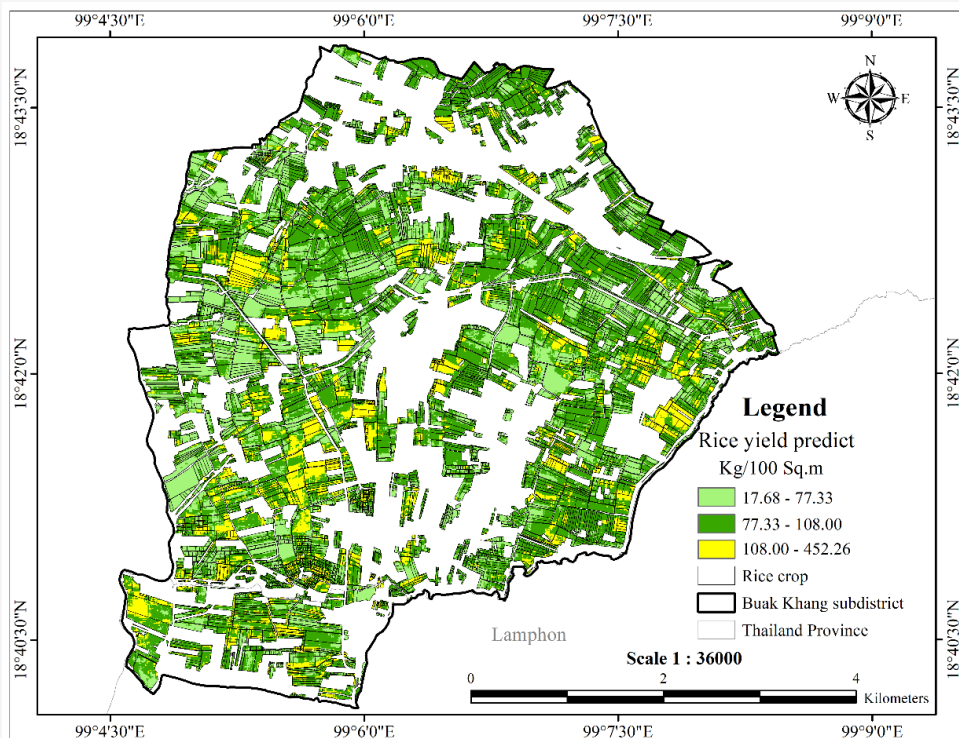 99°4'30"E 99°6'0"E 99°7'30"E 99°9'0"E
18°43'30"N
18°43'30"N
N
W E
S
18°42'0"N
18°42'0"N
Legend
Rice yield predict
Kg/100 Sq.m
17.68 - 77.33
77.33 - 108.00
108.00 - 452.26
Rice crop
Buak Khang subdistrict
Thailand Province
18°40'30"N
18°40'30"N
Lamphon
Scale 1 : 36000
0 2 4
Kilometers
99°4'30"E 99°6'0"E 99°7'30"E 99°9'0"E